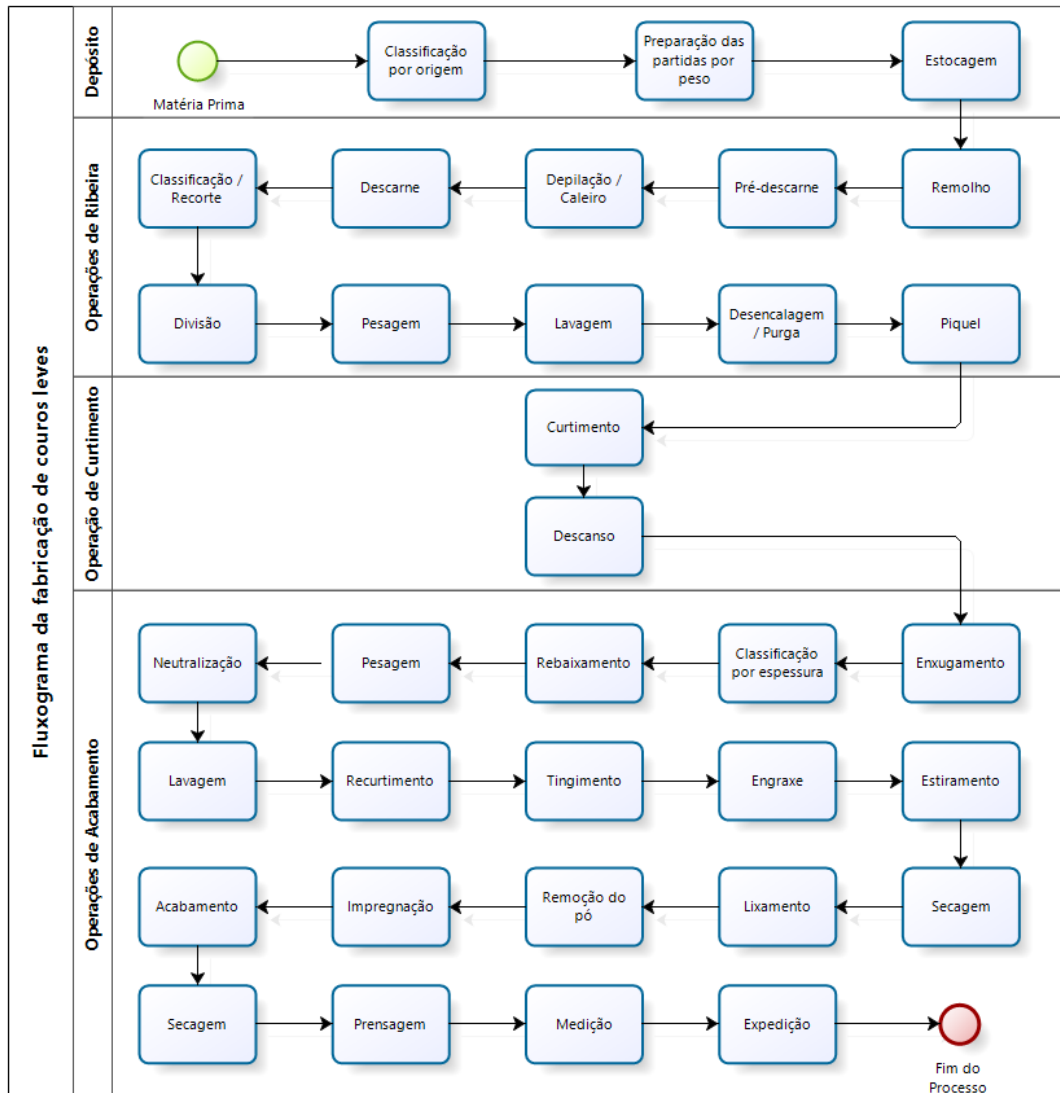 Fluxograma da fabricação de couros leves
Depósito
Matéria Prima
Classificação
por origem
Preparação das
partidas por
peso
Estocagem
Operações de Ribeira
Classificação /
Recorte
Descarne
Depilação /
Caleiro
Pré-descarne
Remolho
Divisão
Pesagem
Lavagem
Desencalagem
/ Purga
Piquel
Operação de Curtimento
Curtimento
Descanso
Operações de Acabamento
Neutralização
Pesagem
Rebaixamento
Classificação
por espessura
Enxugamento
Lavagem
Recurtimento
Tingimento
Engraxe
Estiramento
Acabamento
Impregnação
Remoção do
pó
Lixamento
Secagem
Secagem
Prensagem
Medição
Expedição
Fim do
Processo